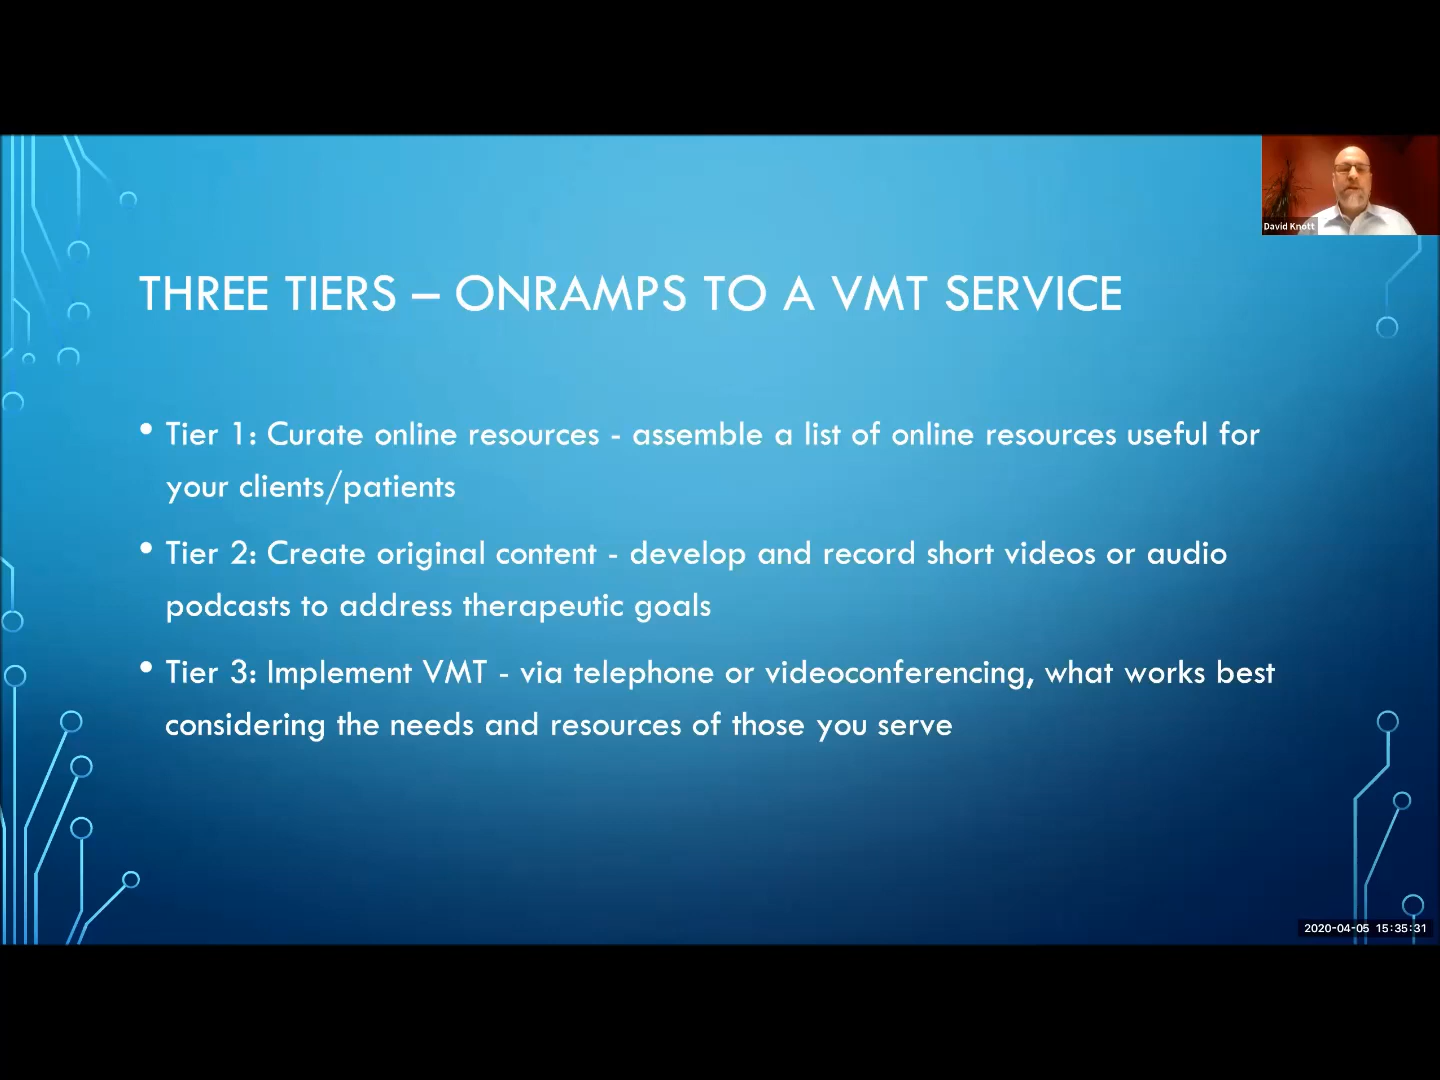 David Knott
THREE TIERS – ONRAMPS TO A VMT SERVICE
• Tier 1: Curate online resources - assemble a list of online resources useful for
your clients/patients
• Tier 2: Create original content - develop and record short videos or audio
podcasts to address therapeutic goals
• Tier 3: Implement VMT - via telephone or videoconferencing, what works best
considering the needs and resources of those you serve
2020-04-05 15:35:31